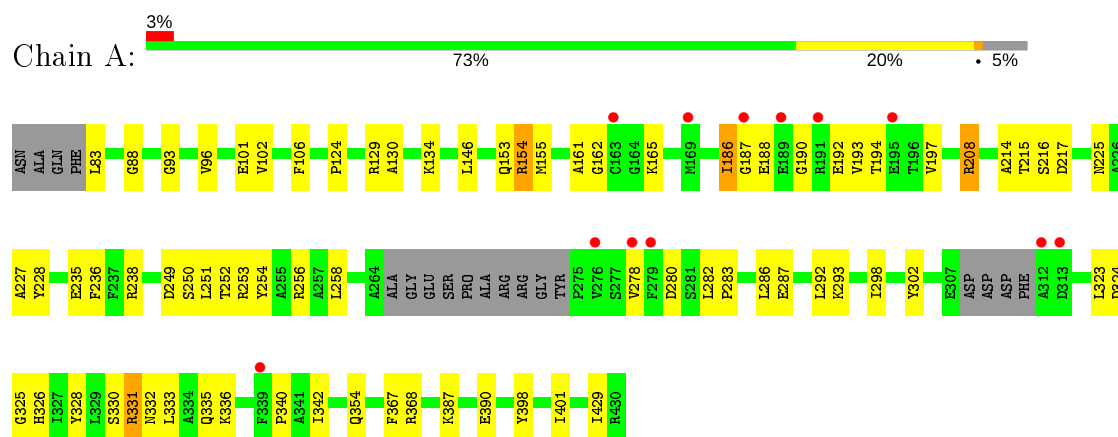 3%
Chain A:
73% 20% • 5%
ASN ALA GLN PHE L83 G88 G93 V96 E101 V102 F106 P124 R129 A130 K134 L146 Q153 R154 M155 A161 G162 C163 G164 K165 M169 I186 G187 E188 E189 G190 R191 E192 V193 T194 E195 T196 V197 R208 A214 T215 S216 D217 N225 A226
A227 Y228 E235 F236 F237 R238 D249 S250 L251 T252 R253 Y254 A255 R256 A257 L258 A264 ALA GLY GLU SER PRO ALA ARG ARG GLY TYR P275 V276 S277 V278 F279 D280 S281 L282 P283 L286 E287 L292 K293 I298 Y302 E307 ASP ASP ASP PHE A312 D313 L323 D324
G325 H326 I327 Y328 L329 S330 R331 N332 L333 A334 Q335 K336 F339 P340 A341 I342 Q354 F367 R368 K387 E390 Y398 I401 I429 R430